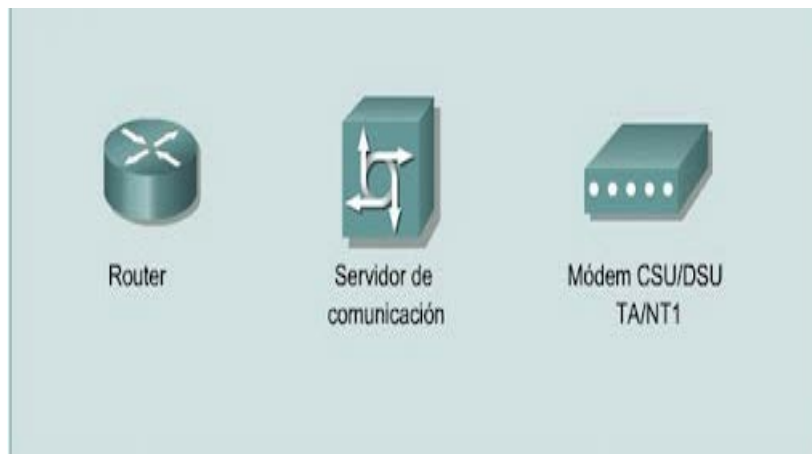 Router
Servidor de
comunicación
Módem CSU/DSU
TA/NT1